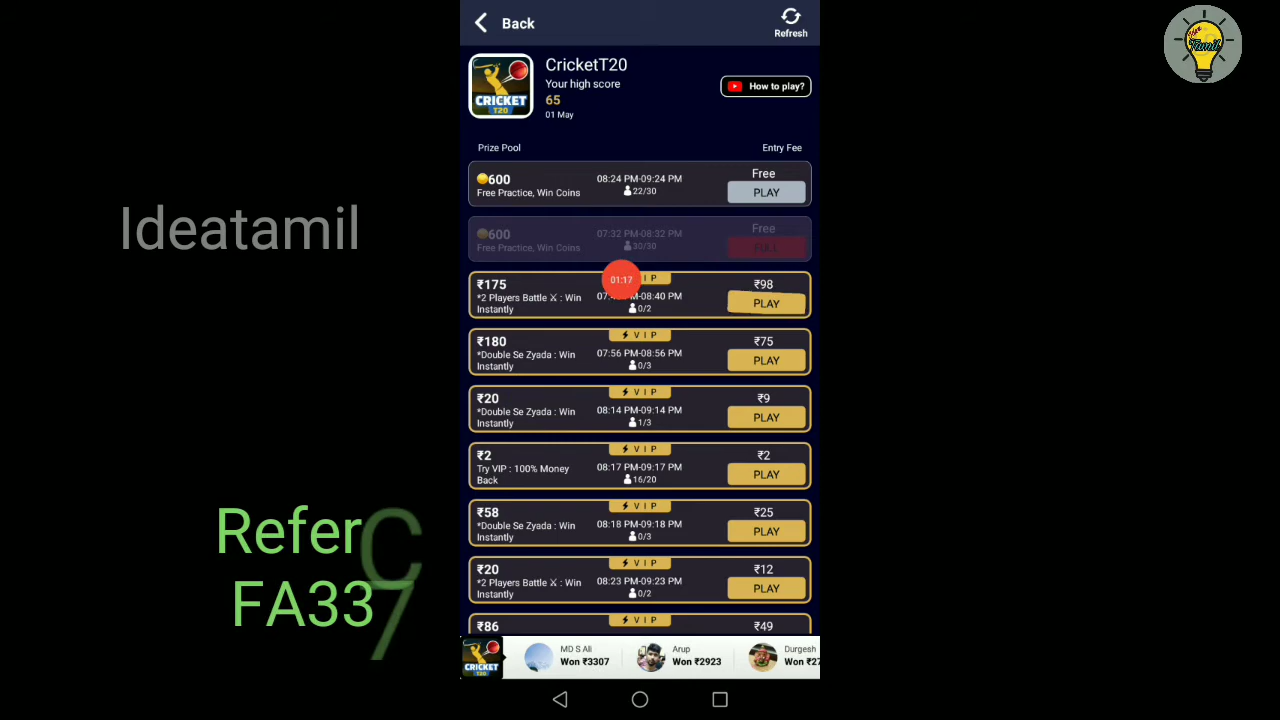 Back
Refresh
CricketT20
Your high score
65
01 May
How to play?
CRICKET
T20
Tamil
Prize Pool
Entry Fee
600
Free Practice, Win Coins
08:24 PM-09:24 PM
22/30
Free
PLAY
600
Free Practice, Win Coins
07:32 PM-08:32 PM
30/30
Free
FULL
Ideatamil
01:17
₹175
*2 Players Battle ⚔ : Win
Instantly
PM-08:40 PM
0/2
₹98
PLAY
VIP
₹180
*Double Se Zyada : Win
Instantly
07:56 PM-08:56 PM
0/3
₹75
PLAY
VIP
₹20
*Double Se Zyada : Win
Instantly
08:14 PM-09:14 PM
1/3
₹9
PLAY
VIP
₹2
Try VIP : 100% Money
Back
08:17 PM-09:17 PM
16/20
₹2
PLAY
VIP
₹58
*Double Se Zyada : Win
Instantly
08:18 PM-09:18 PM
0/3
₹25
PLAY
VIP
₹20
*2 Players Battle ⚔ : Win
Instantly
08:23 PM-09:23 PM
0/2
₹12
PLAY
VIP
₹86
₹49
Refer C
FA337
CRICKET
T20
MD S Ali
Won ₹3307
Arup
Won ₹2923
Durgesh
Won